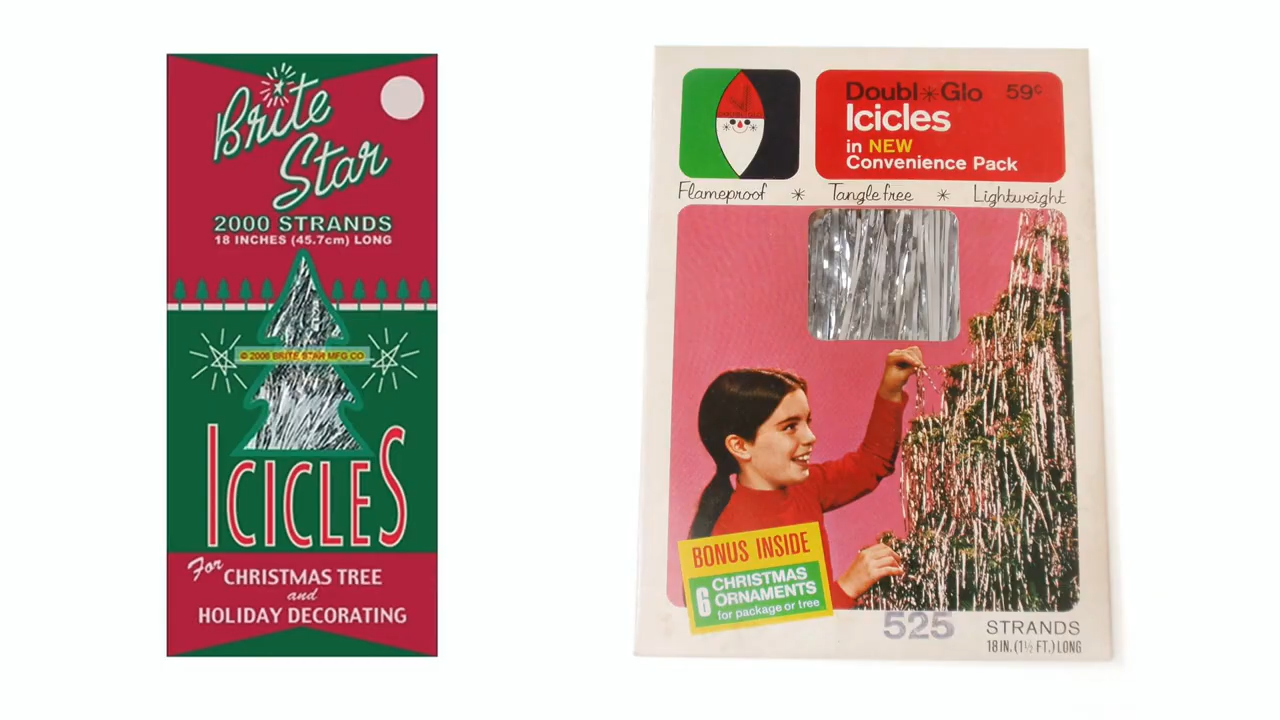 Brite
Star
2000 STRANDS
18 INCHES (45.7cm) LONG
© 2006 BRITE STAR MFG CO
ICICLES
For CHRISTMAS TREE
and
HOLIDAY DECORATING
Doubl Glo 59¢
Icicles
in NEW
Convenience Pack
Flameproof * Tanglefree * Lightweight
BONUS INSIDE
6 CHRISTMAS
ORNAMENTS
for package or tree
525 STRANDS
18 IN. (1½ FT.) LONG